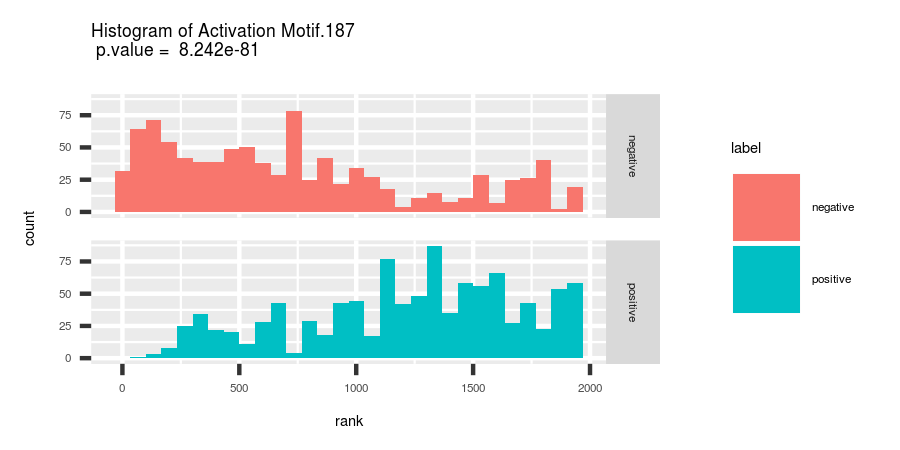 Histogram of Activation Motif.187
p.value = 8.242e-81
count
75
50
25
0
negative
75
50
25
0
positive
0 500 1000 1500 2000
rank
label
negative
positive